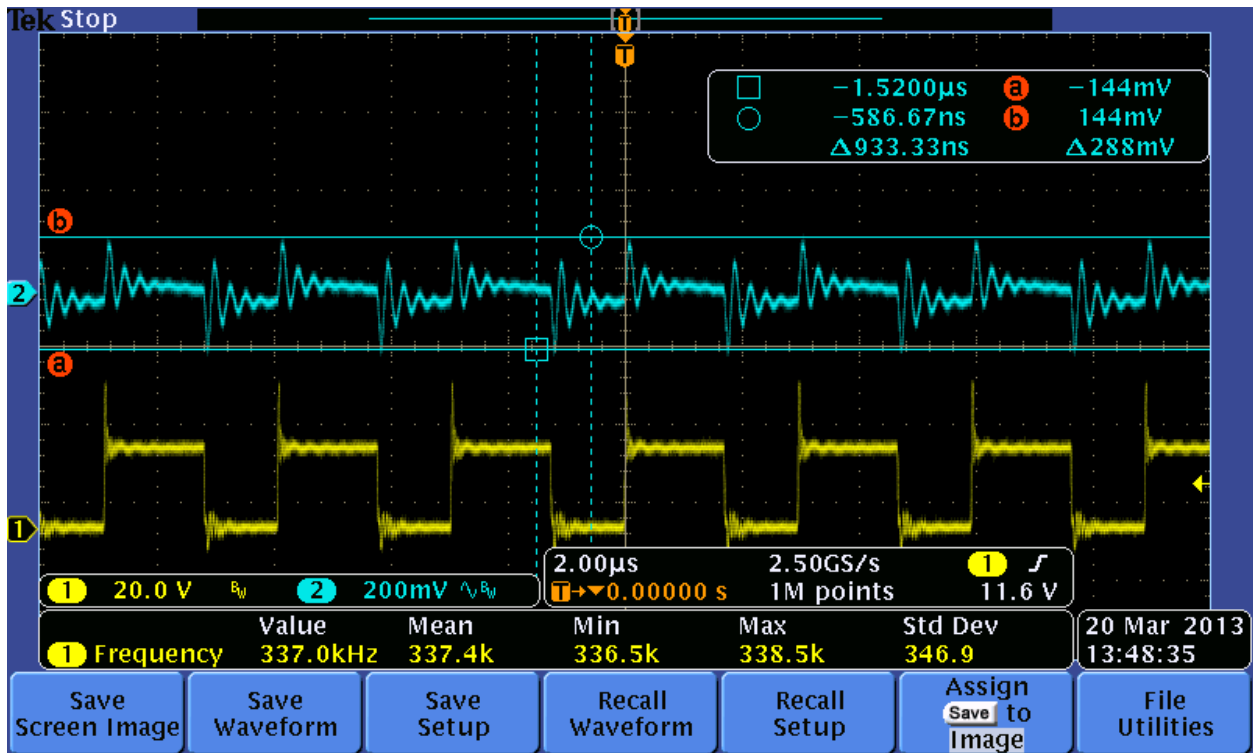 Tek Stop
T
T
−1.5200µs a −144mV
−586.67ns b 144mV
Δ933.33ns Δ288mV
b
2
a
1
2.00µs 2.50GS/s 1
T→▼0.00000 s 1M points 11.6 V
1 20.0 V BW 2 200mV BW
Value Mean Min Max Std Dev
1 Frequency 337.0kHz 337.4k 336.5k 338.5k 346.9
20 Mar 2013
13:48:35
Save
Screen Image
Save
Waveform
Save
Setup
Recall
Waveform
Recall
Setup
Assign
Save to
Image
File
Utilities